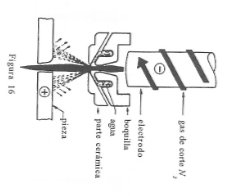 gas de corte N₂
electrodo
boquilla
agua
parte cerámica
pieza
Figura 16